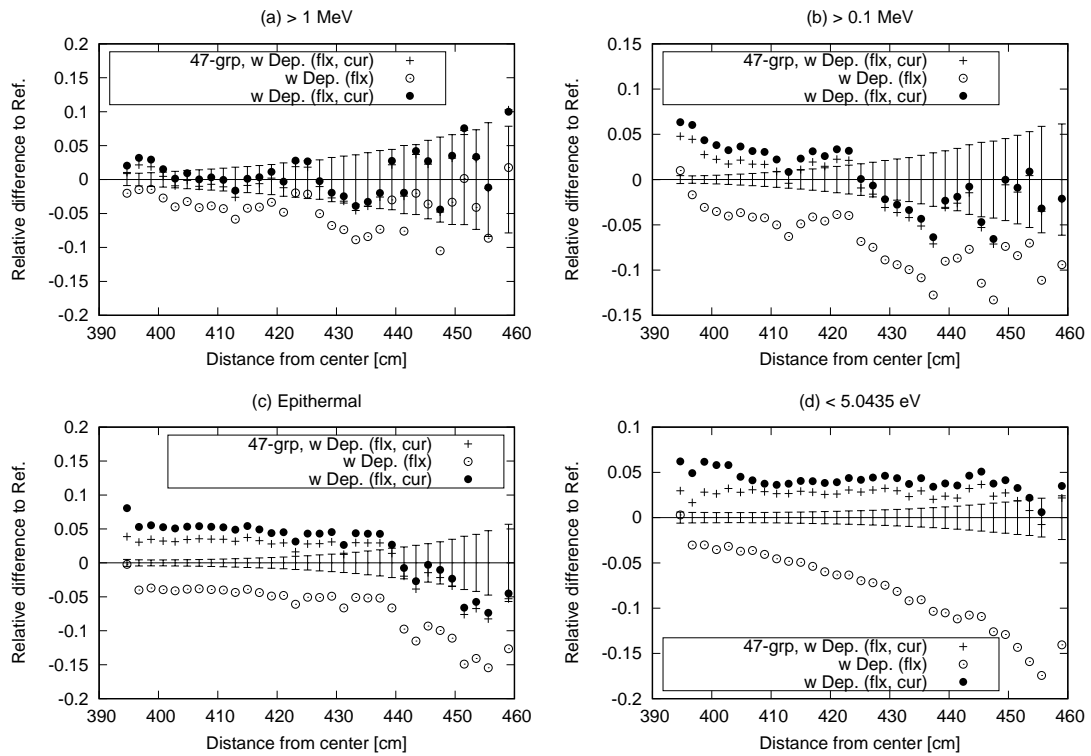 (a) > 1 MeV
0.2
0.15
0.1
0.05
0
-0.05
-0.1
-0.15
-0.2
Relative difference to Ref.
47-grp, w Dep. (flx, cur)
w Dep. (flx)
w Dep. (flx, cur)
390 400 410 420 430 440 450 460
Distance from center [cm]
(b) > 0.1 MeV
0.15
0.1
0.05
0
-0.05
-0.1
-0.15
Relative difference to Ref.
47-grp, w Dep. (flx, cur)
w Dep. (flx)
w Dep. (flx, cur)
390 400 410 420 430 440 450 460
Distance from center [cm]
(c) Epithermal
0.2
0.15
0.1
0.05
0
-0.05
-0.1
-0.15
-0.2
Relative difference to Ref.
47-grp, w Dep. (flx, cur)
w Dep. (flx)
w Dep. (flx, cur)
390 400 410 420 430 440 450 460
Distance from center [cm]
(d) < 5.0435 eV
0.1
0.05
0
-0.05
-0.1
-0.15
-0.2
Relative difference to Ref.
47-grp, w Dep. (flx, cur)
w Dep. (flx)
w Dep. (flx, cur)
390 400 410 420 430 440 450 460
Distance from center [cm]